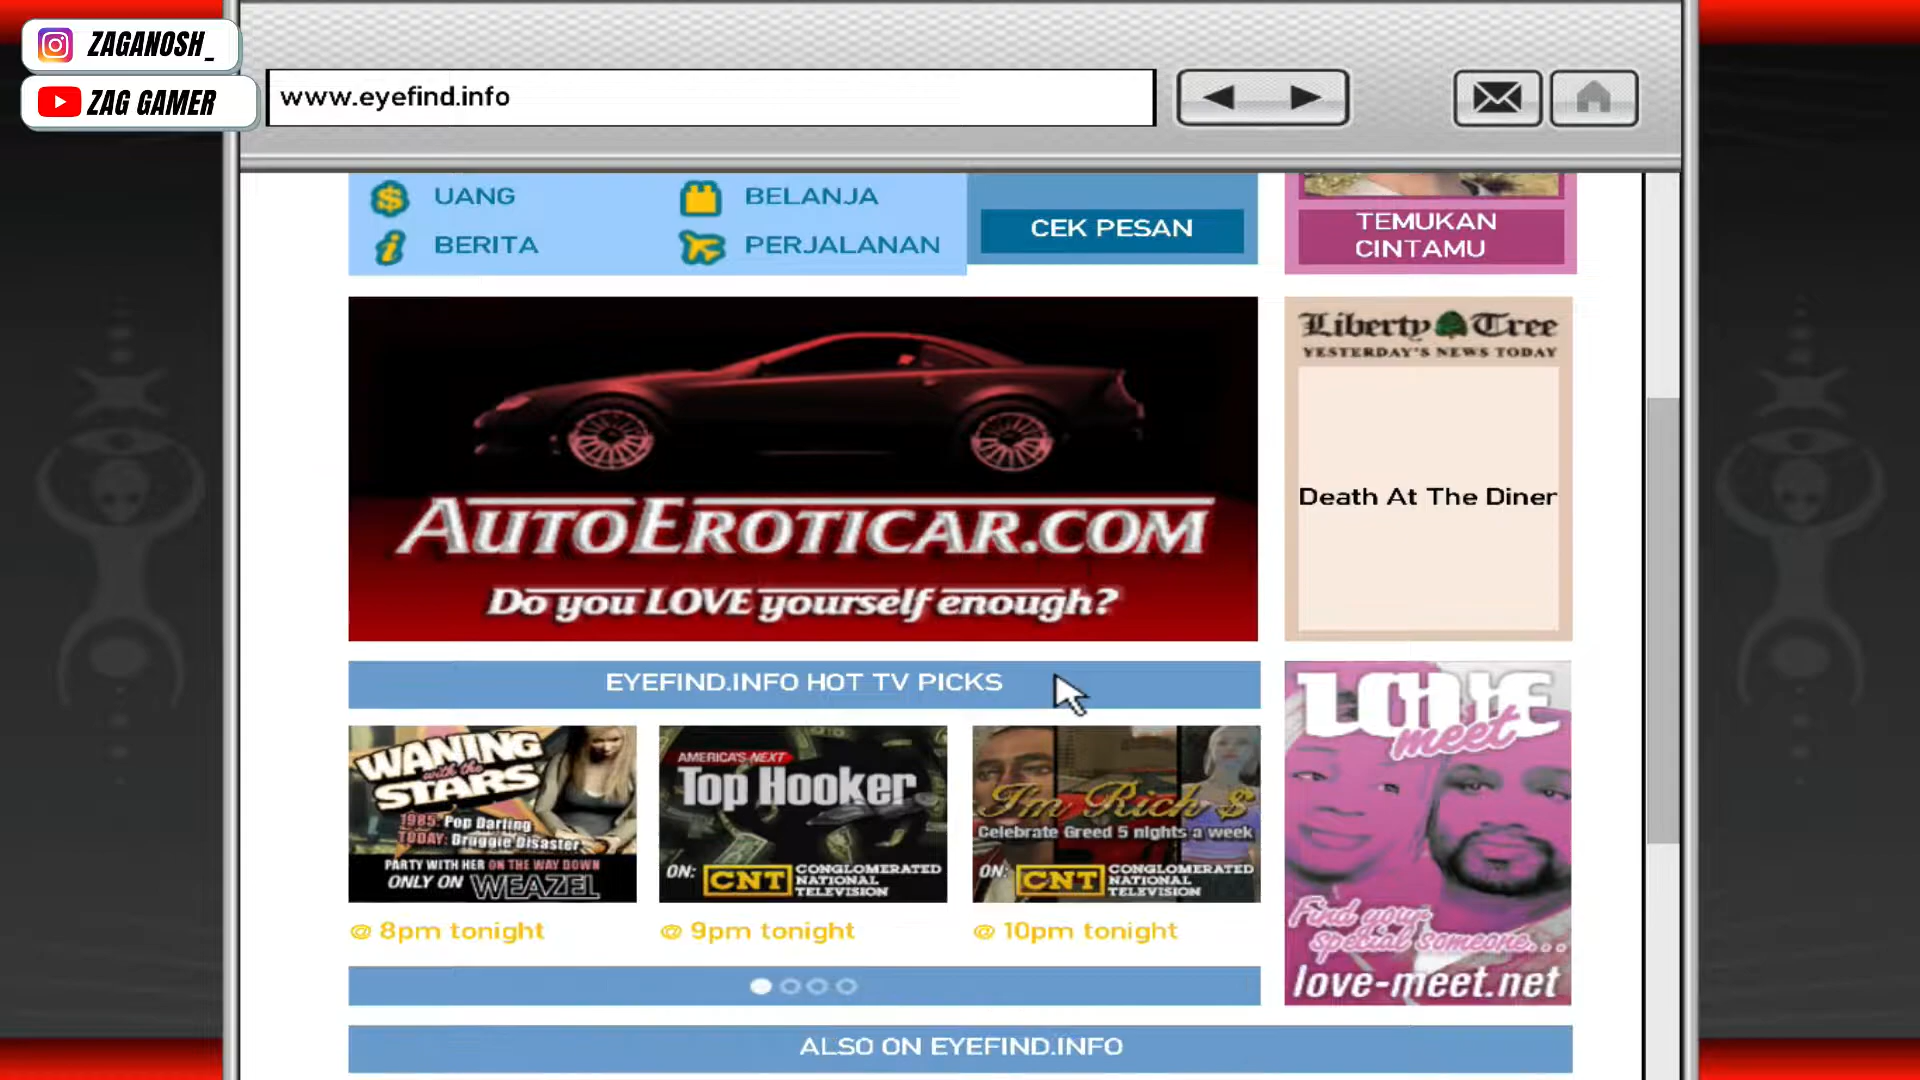 ZAGANOSH_
ZAG GAMER
www.eyefind.info
UANG
BELANJA
BERITA
PERJALANAN
CEK PESAN
TEMUKAN
CINTAMU
AUTOEROTICAR.COM
Do you LOVE yourself enough?
Liberty Tree
YESTERDAY'S NEWS TODAY
Death At The Diner
EYEFIND.INFO HOT TV PICKS
WANING
with the
STARS
1985: Pop Darling
TODAY: Druggie Disaster
PARTY WITH HER ON THE WAY DOWN
ONLY ON WEAZEL
@ 8pm tonight
AMERICA'S NEXT
Top Hooker
ON: CNT CONGLOMERATED
NATIONAL
TELEVISION
@ 9pm tonight
I'm Rich $
Celebrate Greed 5 nights a week
ON: CNT CONGLOMERATED
NATIONAL
TELEVISION
@ 10pm tonight
LOVE
meet
Find your
special someone...
love-meet.net
ALSO ON EYEFIND.INFO